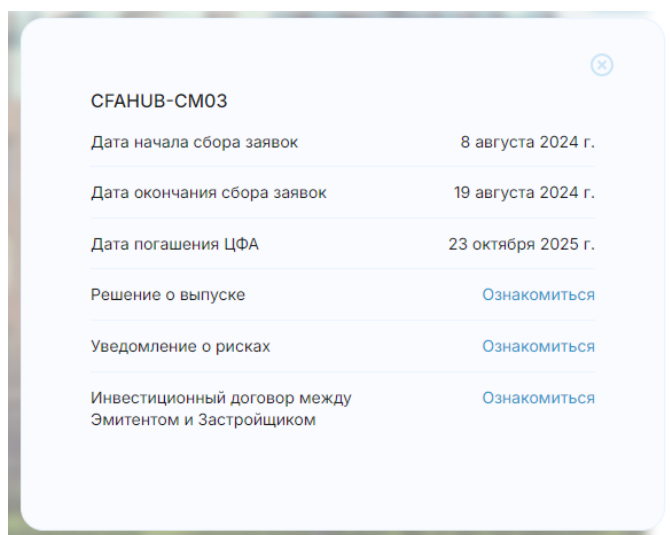 CFAHUB-CM03
Дата начала сбора заявок 8 августа 2024 г.
Дата окончания сбора заявок 19 августа 2024 г.
Дата погашения ЦФА 23 октября 2025 г.
Решение о выпуске Ознакомиться
Уведомление о рисках Ознакомиться
Инвестиционный договор между Ознакомиться
Эмитентом и Застройщиком